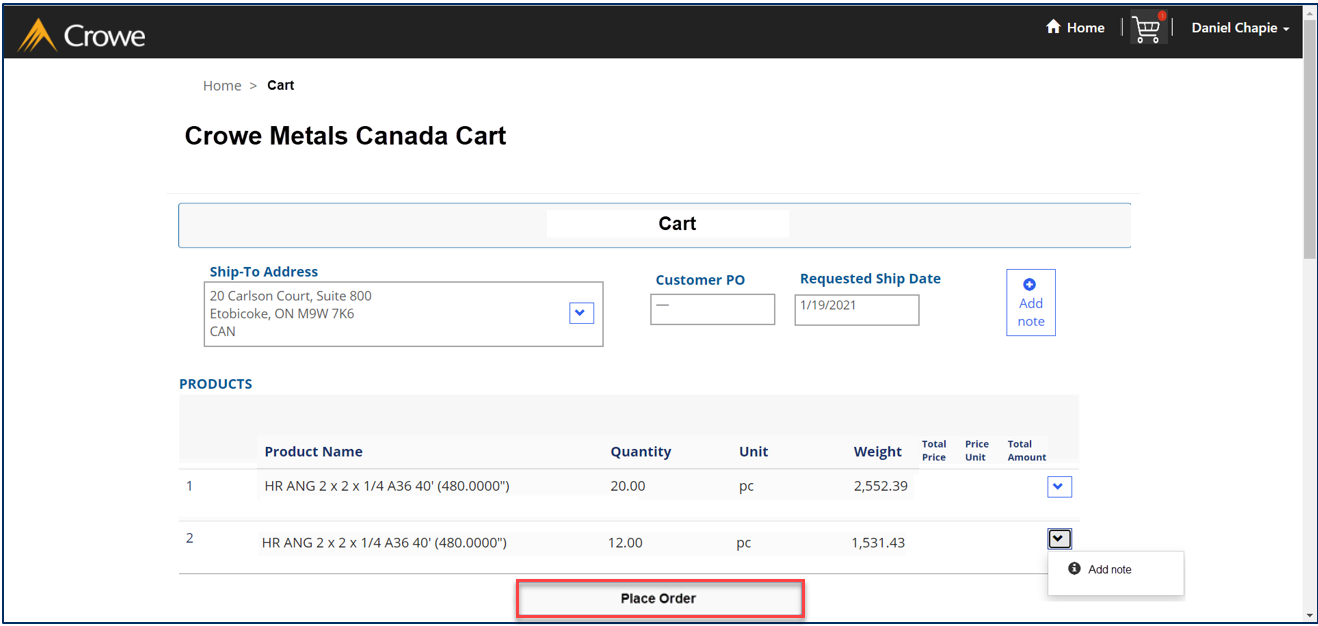 Crowe
Home
Daniel Chapie
Home > Cart
Crowe Metals Canada Cart
Cart
Ship-To Address
20 Carlson Court, Suite 800
Etobicoke, ON M9W 7K6
CAN
Customer PO
—
Requested Ship Date
1/19/2021
Add
note
PRODUCTS
Product Name Quantity Unit Weight Total Price Price Unit Total Amount
1 HR ANG 2 x 2 x 1/4 A36 40' (480.0000") 20.00 pc 2,552.39
2 HR ANG 2 x 2 x 1/4 A36 40' (480.0000") 12.00 pc 1,531.43
Add note
Place Order